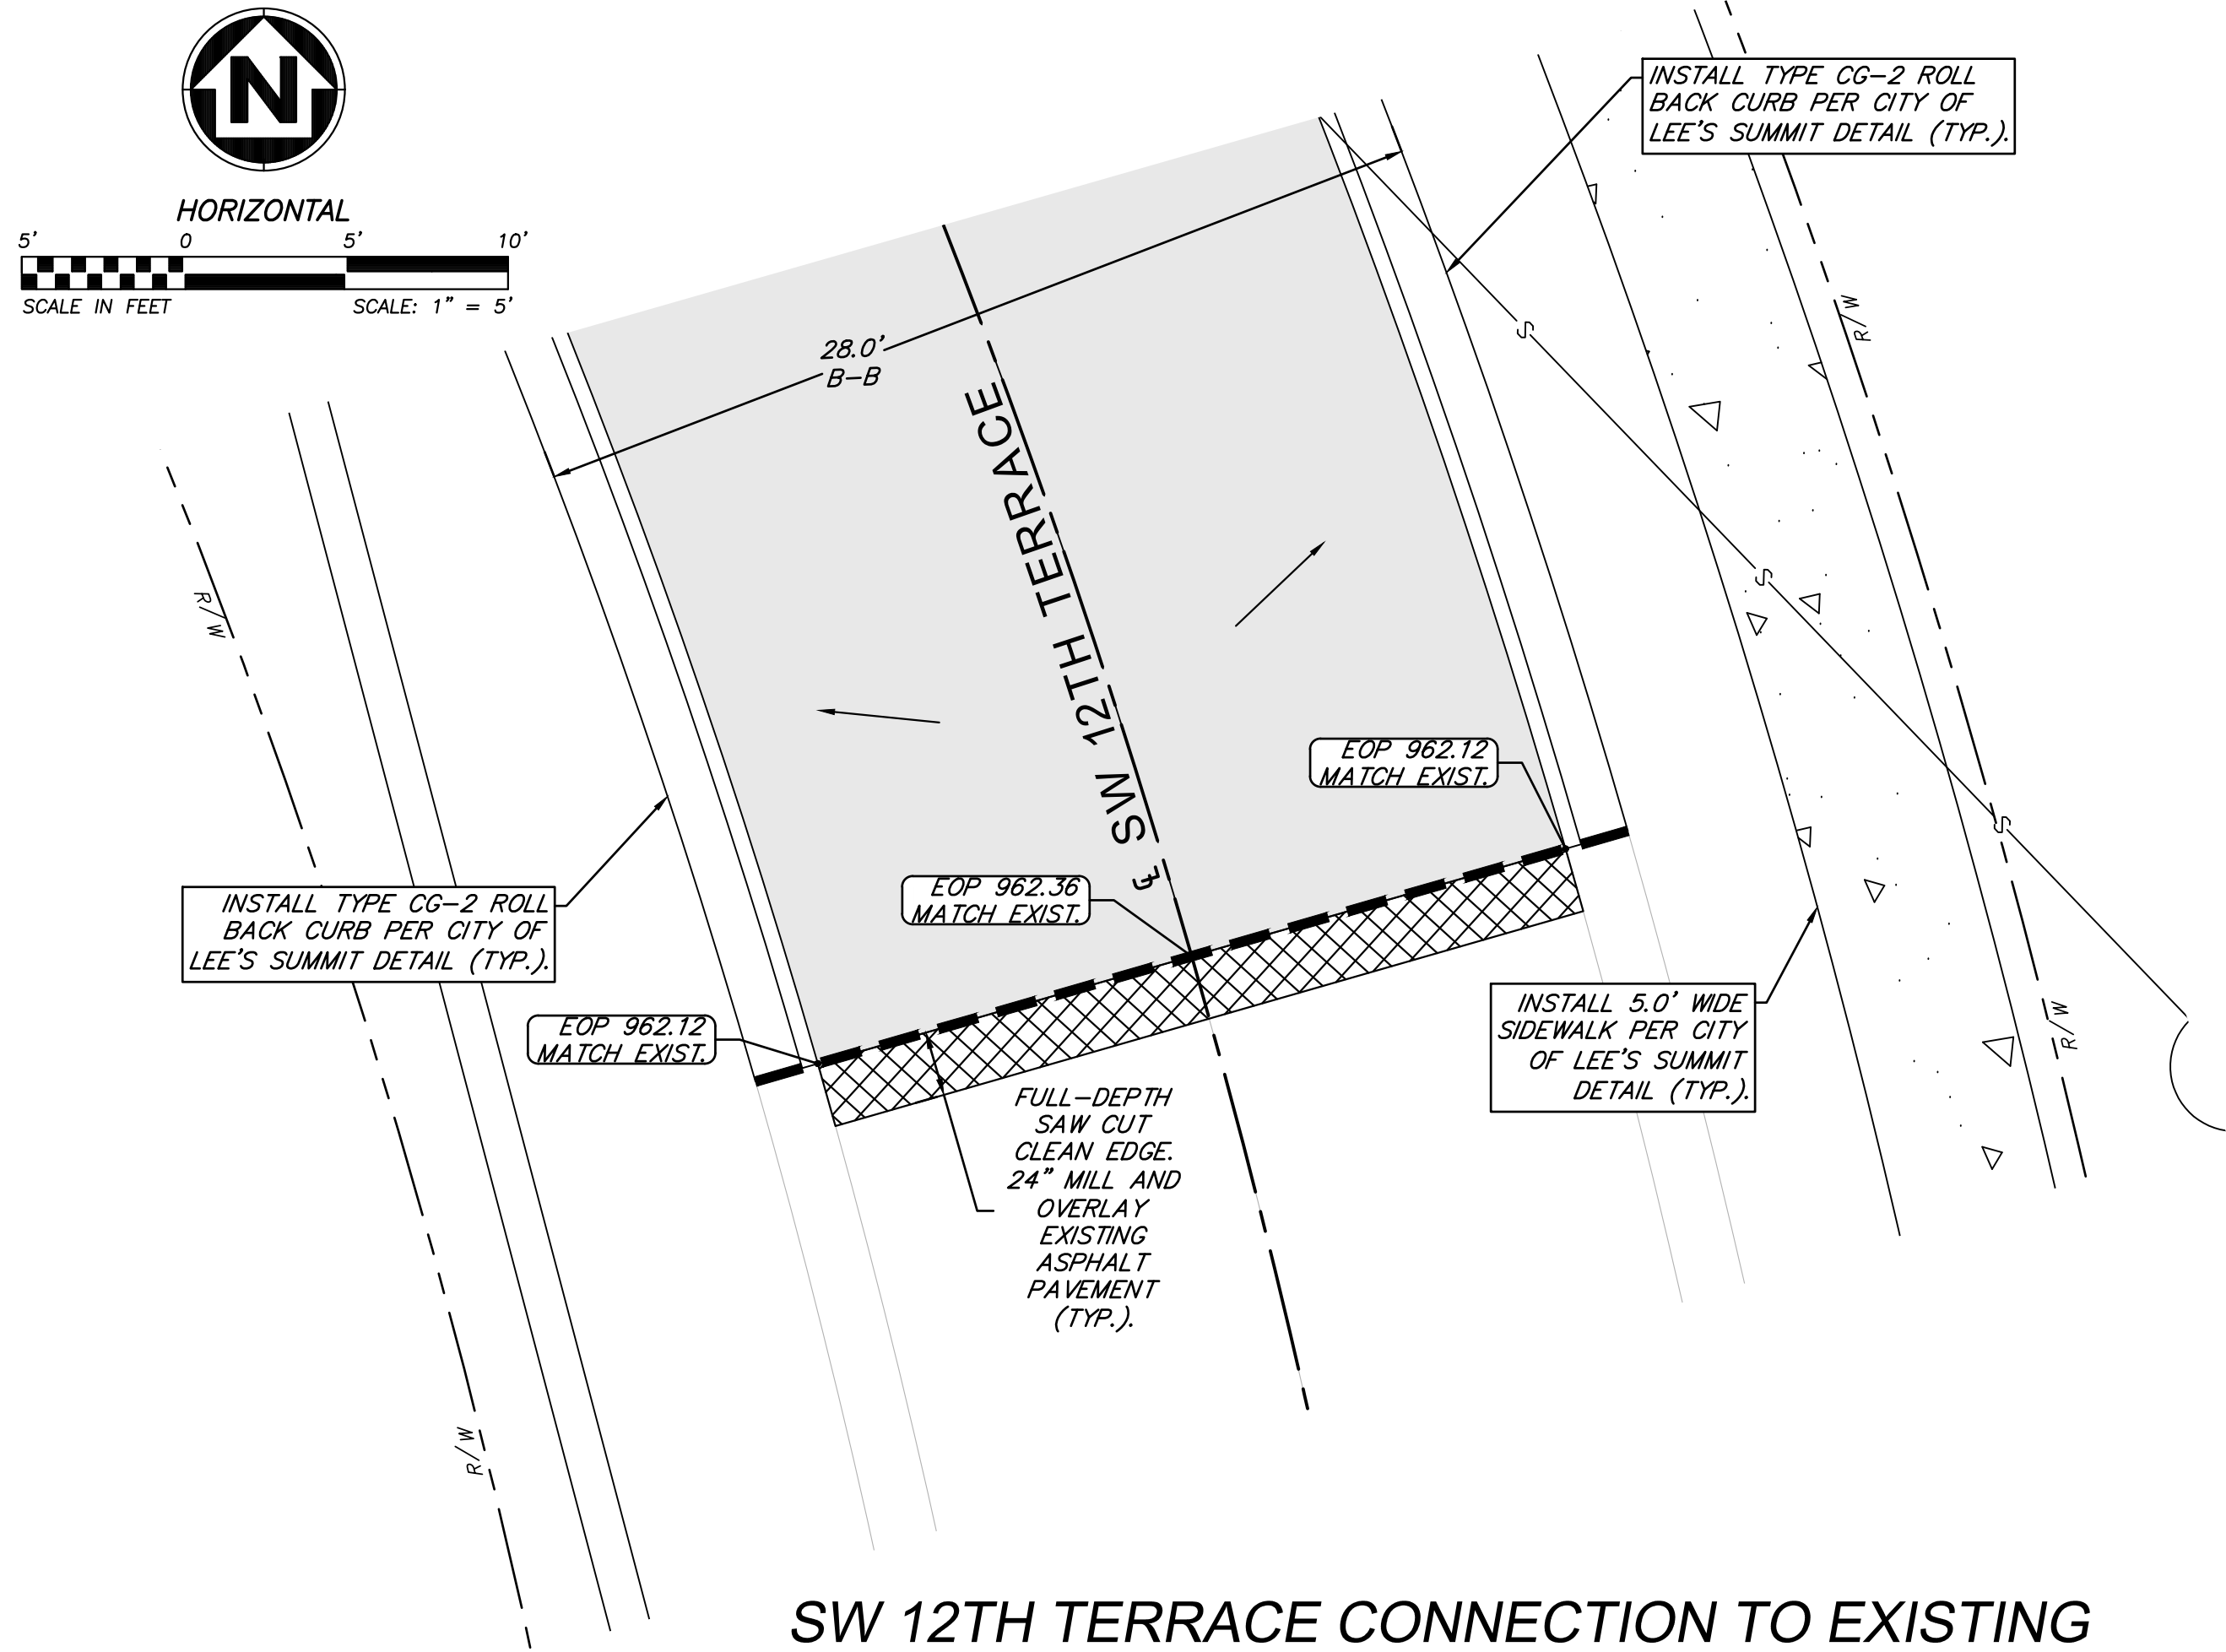 N
HORIZONTAL
5' 0 5' 10'
SCALE IN FEET SCALE: 1" = 5'
INSTALL TYPE CG-2 ROLL
BACK CURB PER CITY OF
LEE'S SUMMIT DETAIL (TYP.).
28.0'
B-B
S
R/W
℄ SW 12TH TERRACE
S
R/W
EOP 962.12
MATCH EXIST.
S
EOP 962.36
MATCH EXIST.
INSTALL TYPE CG-2 ROLL
BACK CURB PER CITY OF
LEE'S SUMMIT DETAIL (TYP.).
INSTALL 5.0' WIDE
SIDEWALK PER CITY
OF LEE'S SUMMIT
DETAIL (TYP.).
R/W
EOP 962.12
MATCH EXIST.
FULL-DEPTH
SAW CUT
CLEAN EDGE.
24" MILL AND
OVERLAY
EXISTING
ASPHALT
PAVEMENT
(TYP.).
R/W
SW 12TH TERRACE CONNECTION TO EXISTING